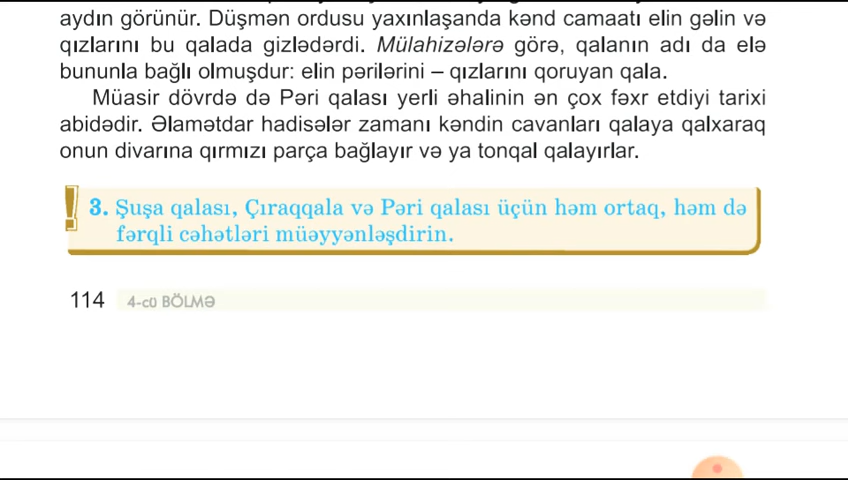 aydın görünür. Düşmən ordusu yaxınlaşanda kənd camaatı elin gəlin və
qızlarını bu qalada gizlədərdi. Mülahizələrə görə, qalanın adı da elə
bununla bağlı olmuşdur: elin pərilərini – qızlarını qoruyan qala.
Müasir dövrdə də Pəri qalası yerli əhalinin ən çox fəxr etdiyi tarixi
abidədir. Əlamətdar hadisələr zamanı kəndin cavanları qalaya qalxaraq
onun divarına qırmızı parça bağlayır və ya tonqal qalayırlar.
! 3. Şuşa qalası, Çıraqqala və Pəri qalası üçün həm ortaq, həm də
fərqli cəhətləri müəyyənləşdirin.
114 4-cü BÖLMƏ